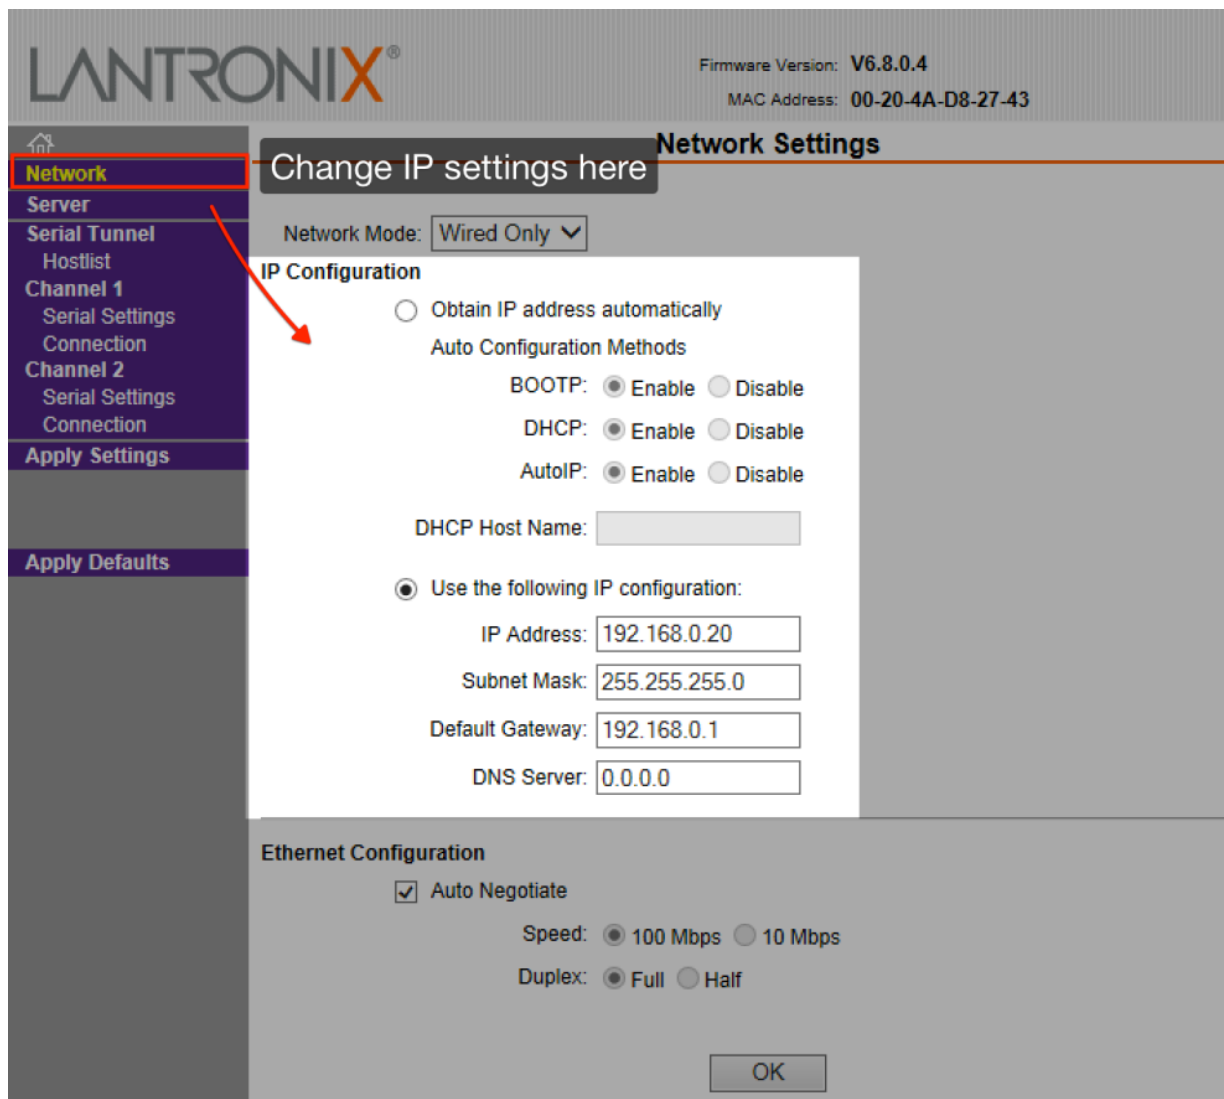 LANTRONIX®
Firmware Version: V6.8.0.4
MAC Address: 00-20-4A-D8-27-43
Network Settings
Change IP settings here
Network
Server
Serial Tunnel
Hostlist
Channel 1
Serial Settings
Connection
Channel 2
Serial Settings
Connection
Apply Settings
Apply Defaults
Network Mode: Wired Only
IP Configuration
Obtain IP address automatically
Auto Configuration Methods
BOOTP: Enable Disable
DHCP: Enable Disable
AutoIP: Enable Disable
DHCP Host Name:
Use the following IP configuration:
IP Address: 192.168.0.20
Subnet Mask: 255.255.255.0
Default Gateway: 192.168.0.1
DNS Server: 0.0.0.0
Ethernet Configuration
Auto Negotiate
Speed: 100 Mbps 10 Mbps
Duplex: Full Half
OK